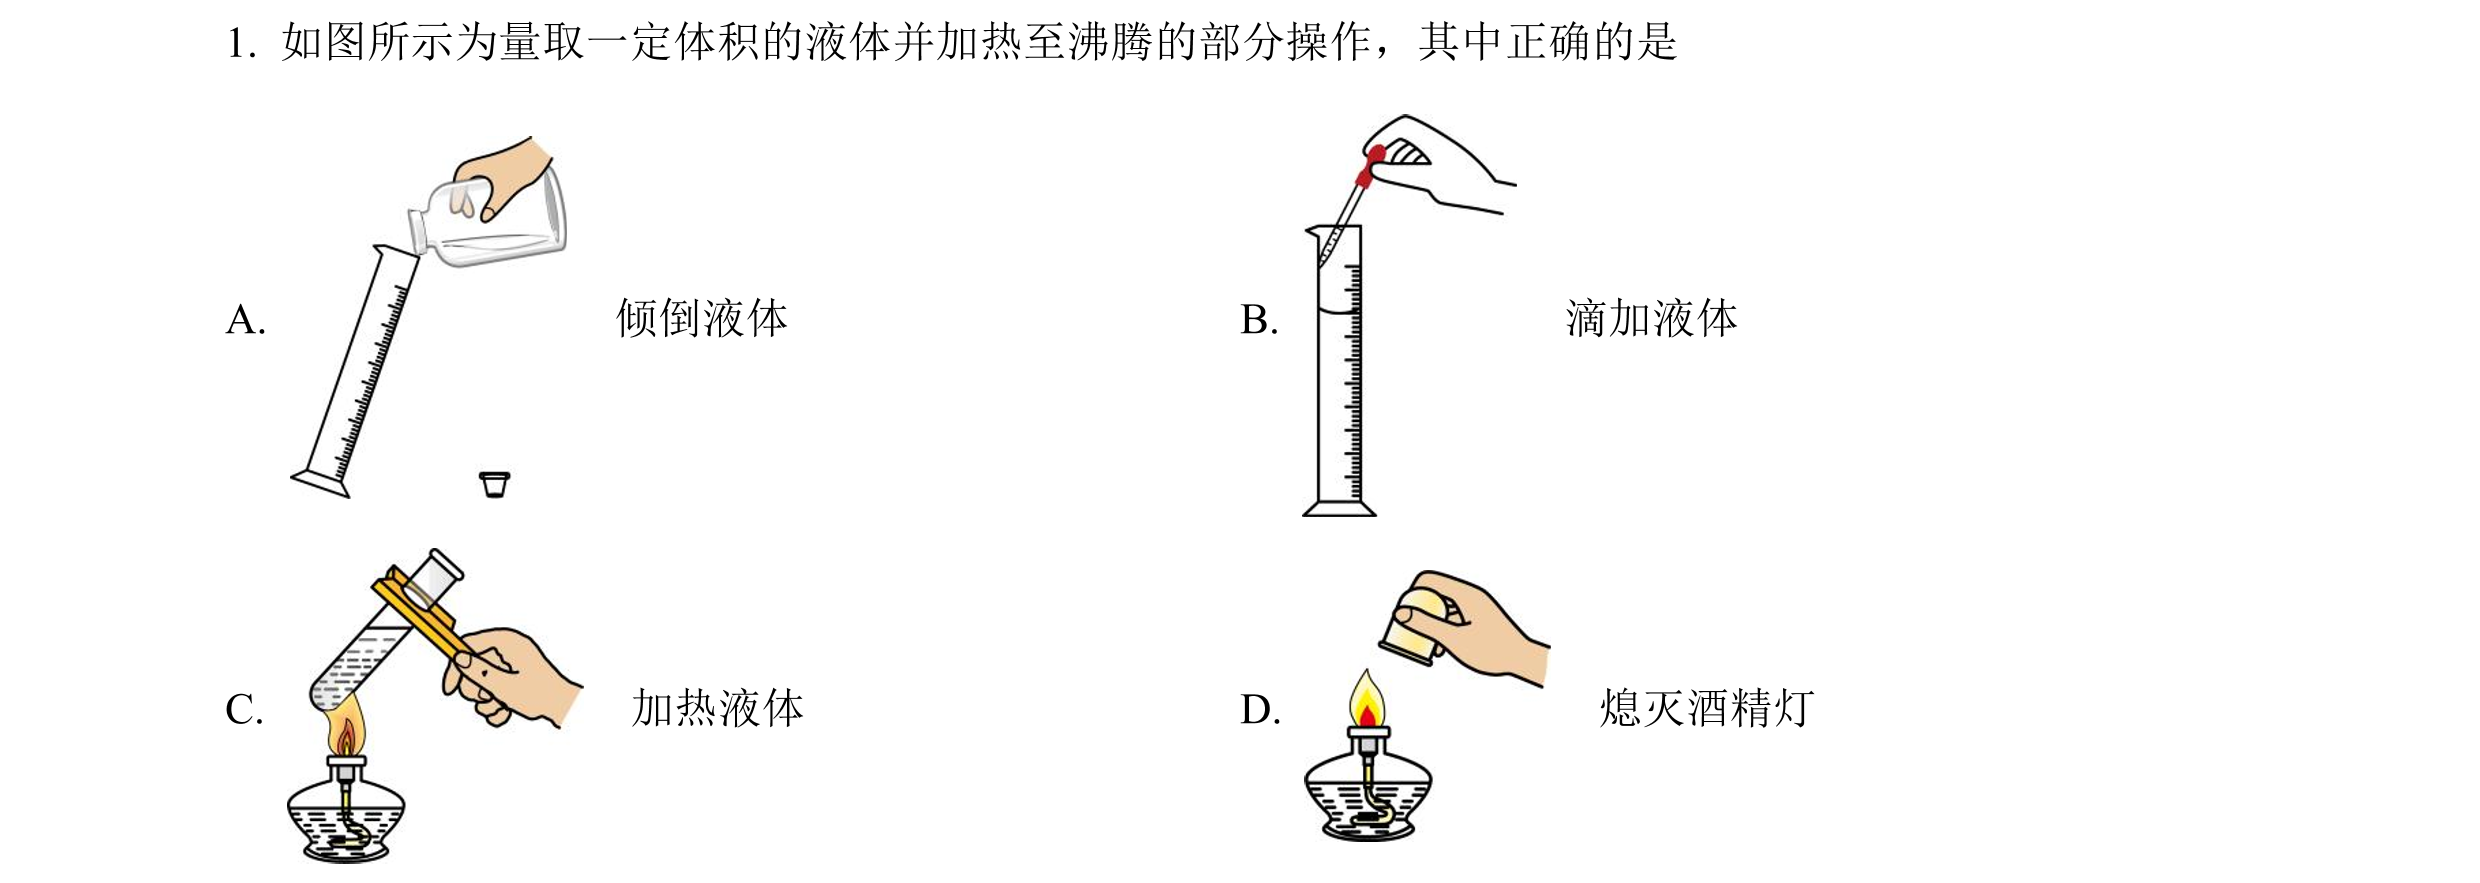 1. 如图所示为量取一定体积的液体并加热至沸腾的部分操作，其中正确的是
A. 倾倒液体
B. 滴加液体
C. 加热液体
D. 熄灭酒精灯